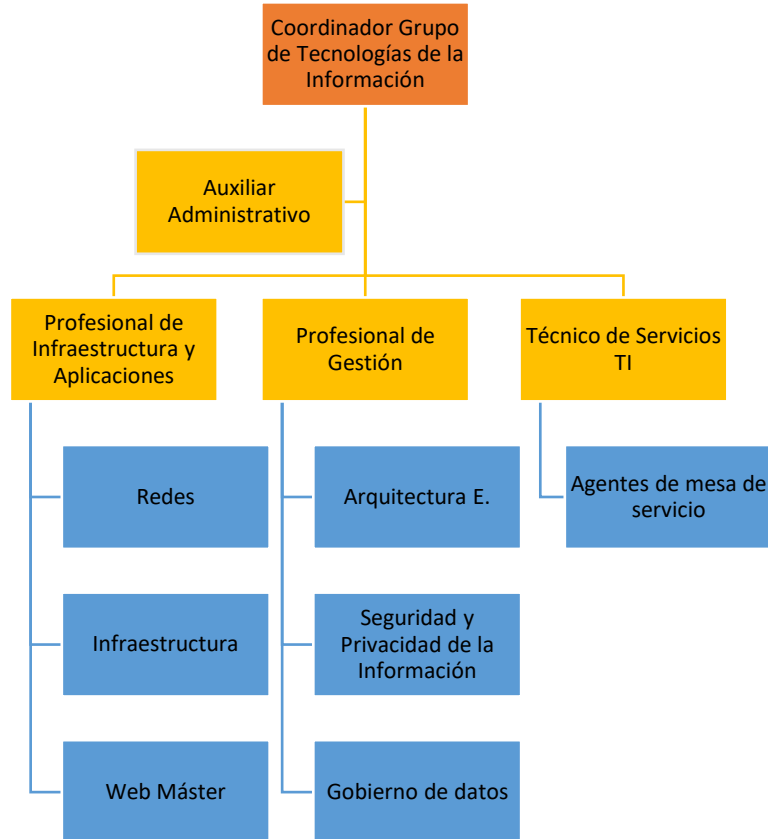 Coordinador Grupo
de Tecnologías de la
Información
Auxiliar
Administrativo
Profesional de
Infraestructura y
Aplicaciones
Profesional de
Gestión
Técnico de Servicios
TI
Redes
Arquitectura E.
Agentes de mesa de
servicio
Infraestructura
Seguridad y
Privacidad de la
Información
Web Máster
Gobierno de datos